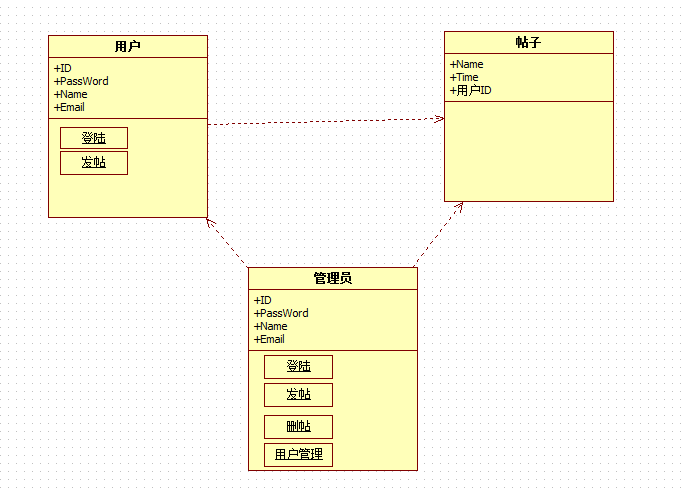 用户
+ID
+PassWord
+Name
+Email
登陆
发帖
帖子
+Name
+Time
+用户ID
管理员
+ID
+PassWord
+Name
+Email
登陆
发帖
删帖
用户管理